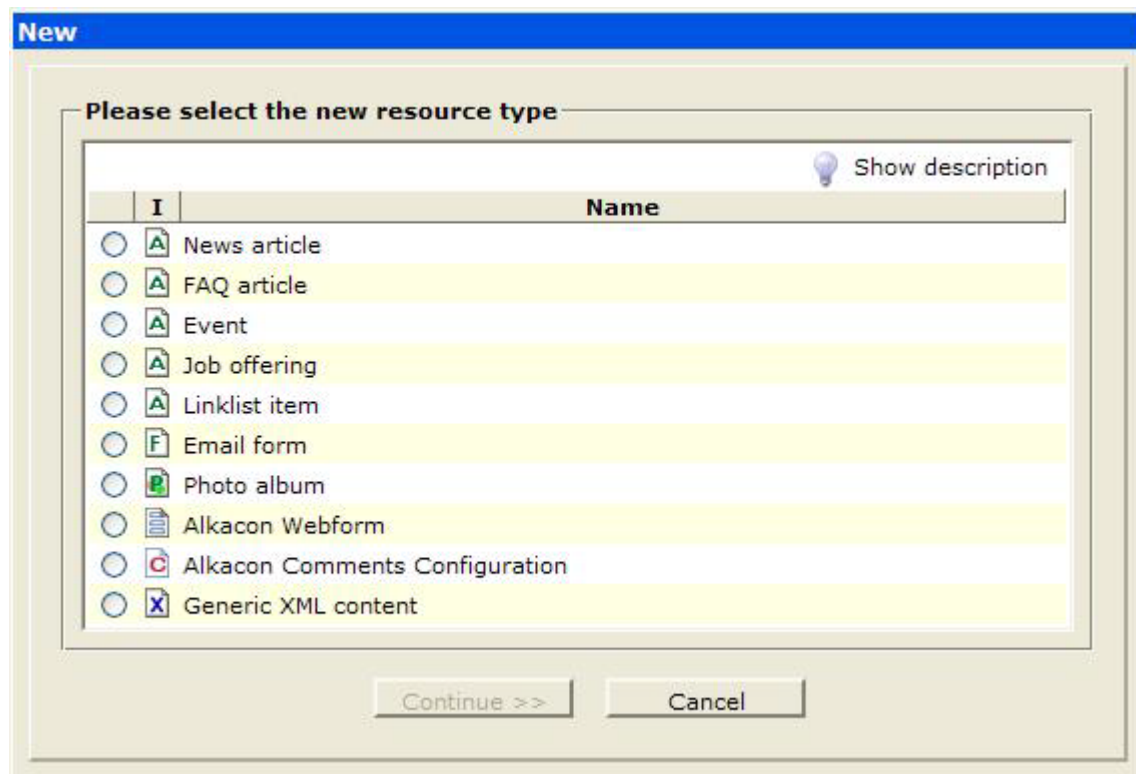 New
Please select the new resource type
Show description
I Name
A News article
A FAQ article
A Event
A Job offering
A Linklist item
F Email form
P Photo album
Alkacon Webform
C Alkacon Comments Configuration
X Generic XML content
Continue >> Cancel